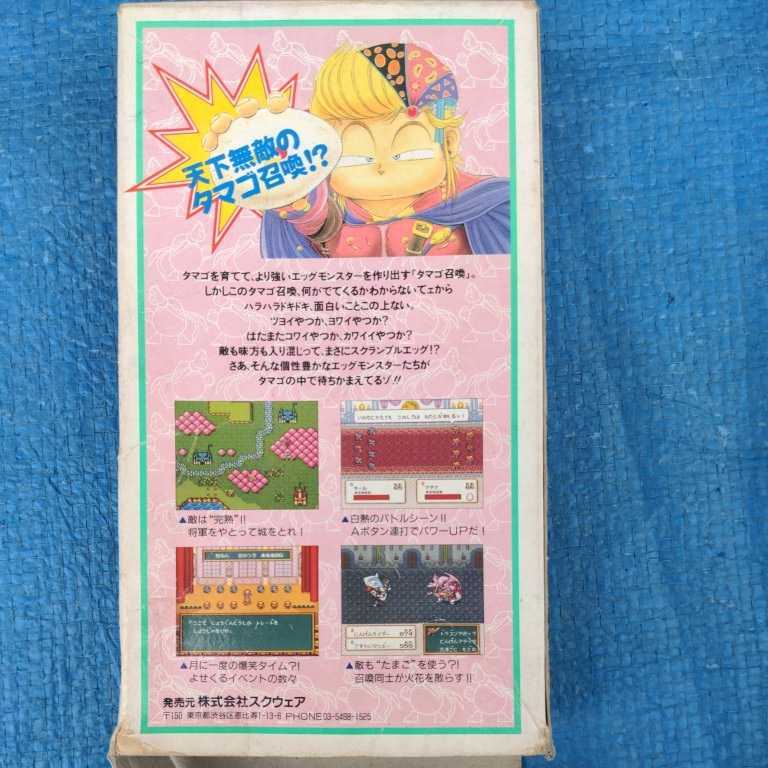 天下無敵の
タマゴ召喚!?
タマゴを育てて、より強いエッグモンスターを作り出す「タマゴ召喚」。
しかしこのタマゴ召喚、何がでてくるかわからないてェから
ハラハラドキドキ、面白いことこの上ない。
ツヨイやつか、ヨワイやつか?
はたまたコワイやつか、カワイイやつか?
敵も味方も入り混じって、まさにスクランブルエッグ!?
さあ、そんな個性豊かなエッグモンスターたちが
タマゴの中で待ちかまえてるゾ!!
▲敵は“完熟”!!
将軍をやとって城をとれ!
▲白熱のバトルシーン!!
Aボタン連打でパワーUPだ!
▲月に一度の爆笑タイム?!
よせくるイベントの数々
にんげんライダー
▲敵も“たまご”を使う?!
召喚同士が火花を散らす!!
発売元 株式会社スクウェア
〒150 東京都渋谷区恵比寿1-13-6 PHONE 03-5488-1525